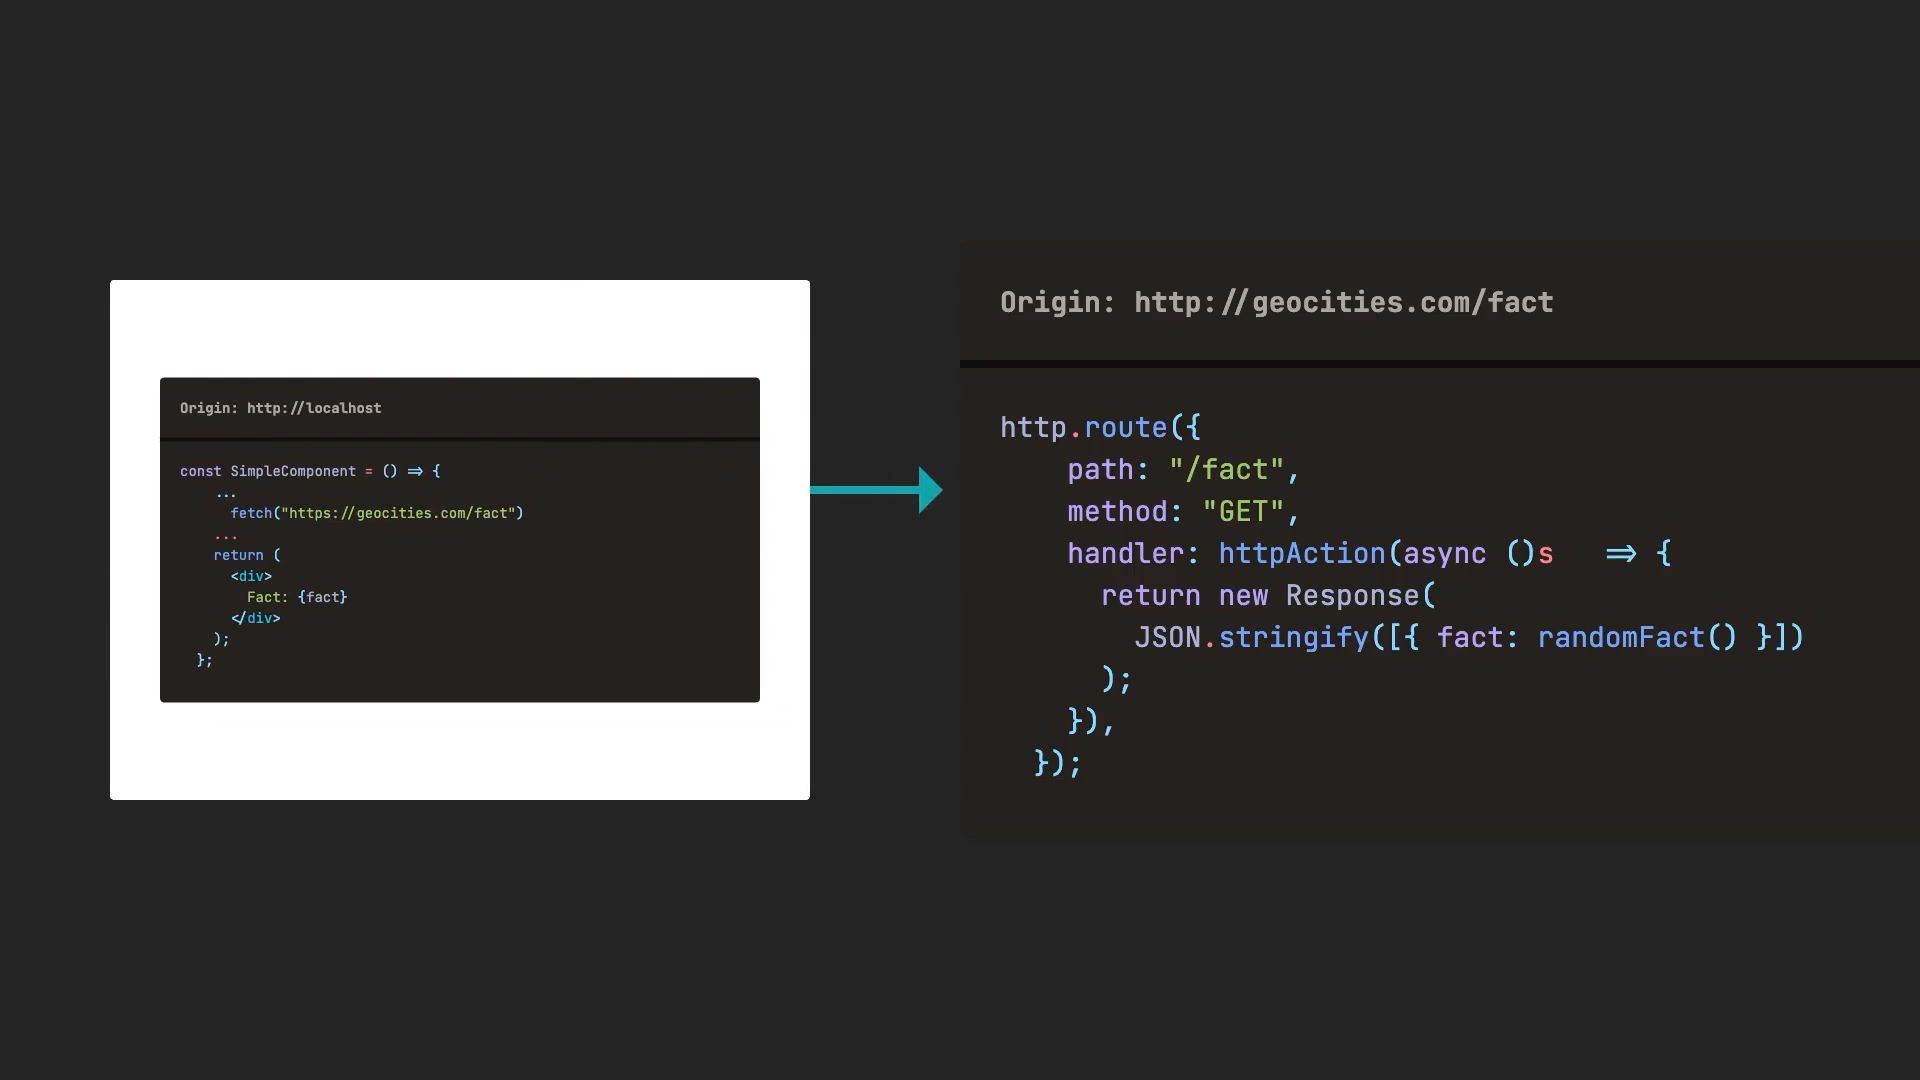 Origin: http://localhost
const SimpleComponent = () => {
...
fetch("https://geocities.com/fact")
...
return (
<div>
Fact: {fact}
</div>
);
};
Origin: http://geocities.com/fact
http.route({
path: "/fact",
method: "GET",
handler: httpAction(async ()s => {
return new Response(
JSON.stringify([{ fact: randomFact() }])
);
}),
});